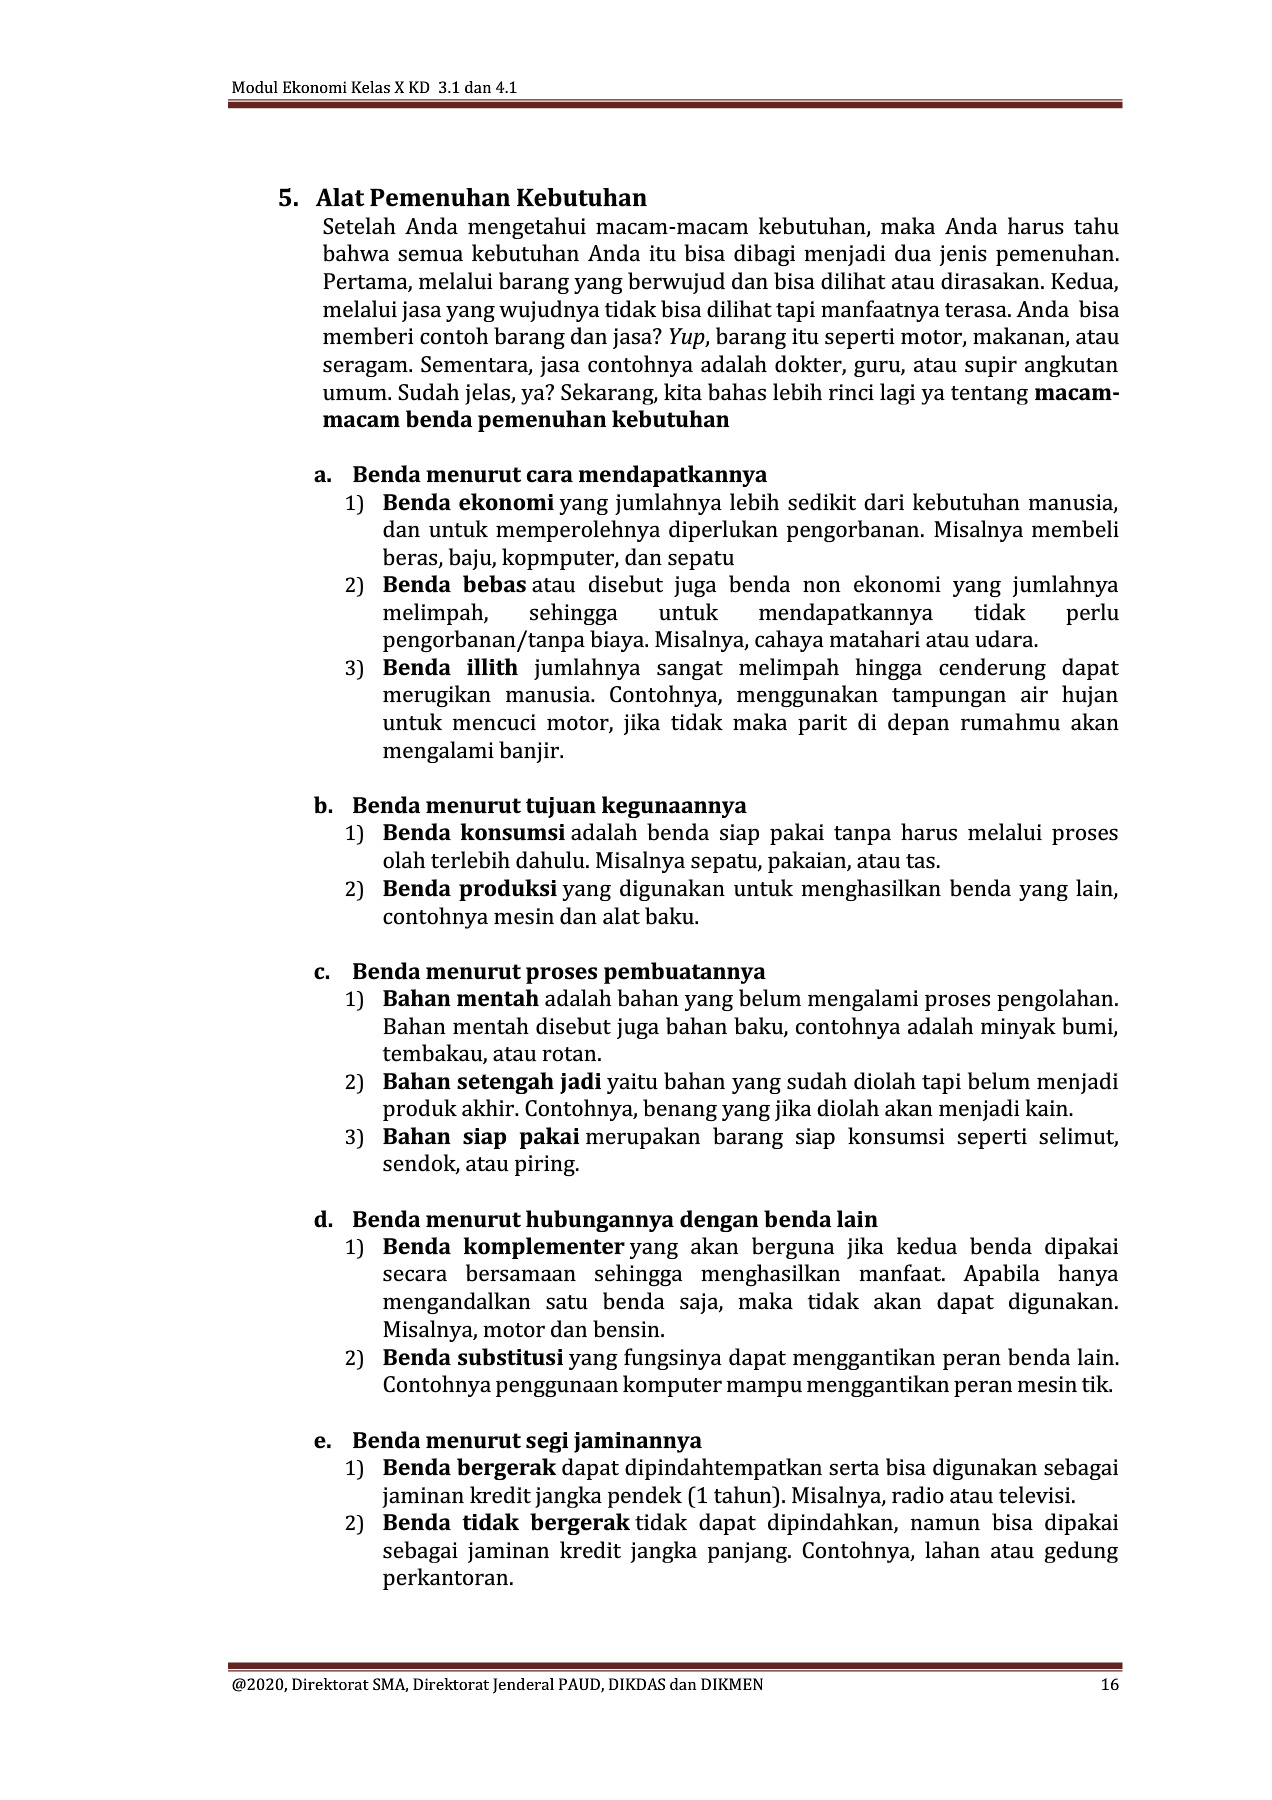 Modul Ekonomi Kelas X KD  3.1 dan 4.1
5. Alat Pemenuhan Kebutuhan
Setelah Anda mengetahui macam-macam kebutuhan, maka Anda harus tahu
bahwa semua kebutuhan Anda itu bisa dibagi menjadi dua jenis pemenuhan.
Pertama, melalui barang yang berwujud dan bisa dilihat atau dirasakan. Kedua,
melalui jasa yang wujudnya tidak bisa dilihat tapi manfaatnya terasa. Anda  bisa
memberi contoh barang dan jasa? Yup, barang itu seperti motor, makanan, atau
seragam. Sementara, jasa contohnya adalah dokter, guru, atau supir angkutan
umum. Sudah jelas, ya? Sekarang, kita bahas lebih rinci lagi ya tentang macam-
macam benda pemenuhan kebutuhan
a. Benda menurut cara mendapatkannya
1) Benda ekonomi yang jumlahnya lebih sedikit dari kebutuhan manusia,
dan untuk memperolehnya diperlukan pengorbanan. Misalnya membeli
beras, baju, kopmputer, dan sepatu
2) Benda bebas atau disebut juga benda non ekonomi yang jumlahnya
melimpah, sehingga untuk mendapatkannya tidak perlu
pengorbanan/tanpa biaya. Misalnya, cahaya matahari atau udara.
3) Benda illith jumlahnya sangat melimpah hingga cenderung dapat
merugikan manusia. Contohnya, menggunakan tampungan air hujan
untuk mencuci motor, jika tidak maka parit di depan rumahmu akan
mengalami banjir.
b. Benda menurut tujuan kegunaannya
1) Benda konsumsi adalah benda siap pakai tanpa harus melalui proses
olah terlebih dahulu. Misalnya sepatu, pakaian, atau tas.
2) Benda produksi yang digunakan untuk menghasilkan benda yang lain,
contohnya mesin dan alat baku.
c. Benda menurut proses pembuatannya
1) Bahan mentah adalah bahan yang belum mengalami proses pengolahan.
Bahan mentah disebut juga bahan baku, contohnya adalah minyak bumi,
tembakau, atau rotan.
2) Bahan setengah jadi yaitu bahan yang sudah diolah tapi belum menjadi
produk akhir. Contohnya, benang yang jika diolah akan menjadi kain.
3) Bahan siap pakai merupakan barang siap konsumsi seperti selimut,
sendok, atau piring.
d. Benda menurut hubungannya dengan benda lain
1) Benda komplementer yang akan berguna jika kedua benda dipakai
secara bersamaan sehingga menghasilkan manfaat. Apabila hanya
mengandalkan satu benda saja, maka tidak akan dapat digunakan.
Misalnya, motor dan bensin.
2) Benda substitusi yang fungsinya dapat menggantikan peran benda lain.
Contohnya penggunaan komputer mampu menggantikan peran mesin tik.
e. Benda menurut segi jaminannya
1) Benda bergerak dapat dipindahtempatkan serta bisa digunakan sebagai
jaminan kredit jangka pendek (1 tahun). Misalnya, radio atau televisi.
2) Benda tidak bergerak tidak dapat dipindahkan, namun bisa dipakai
sebagai jaminan kredit jangka panjang. Contohnya, lahan atau gedung
perkantoran.
@2020, Direktorat SMA, Direktorat Jenderal PAUD, DIKDAS dan DIKMEN 16